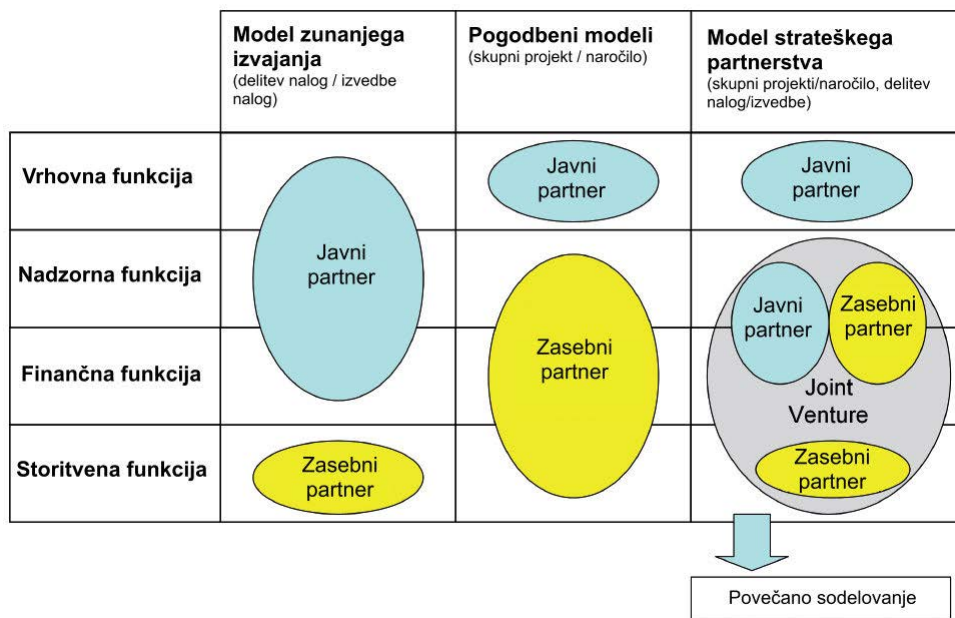 Model zunanjega
izvajanja
(delitev nalog / izvedbe
nalog)
Pogodbeni modeli
(skupni projekt / naročilo)
Model strateškega
partnerstva
(skupni projekti/naročilo, delitev
nalog/izvedbe)
Vrhovna funkcija
Javni
partner
Javni
partner
Nadzorna funkcija
Javni
partner
Javni
partner
Zasebni
partner
Finančna funkcija
Zasebni
partner
Joint
Venture
Storitvena funkcija
Zasebni
partner
Zasebni
partner
Povečano sodelovanje